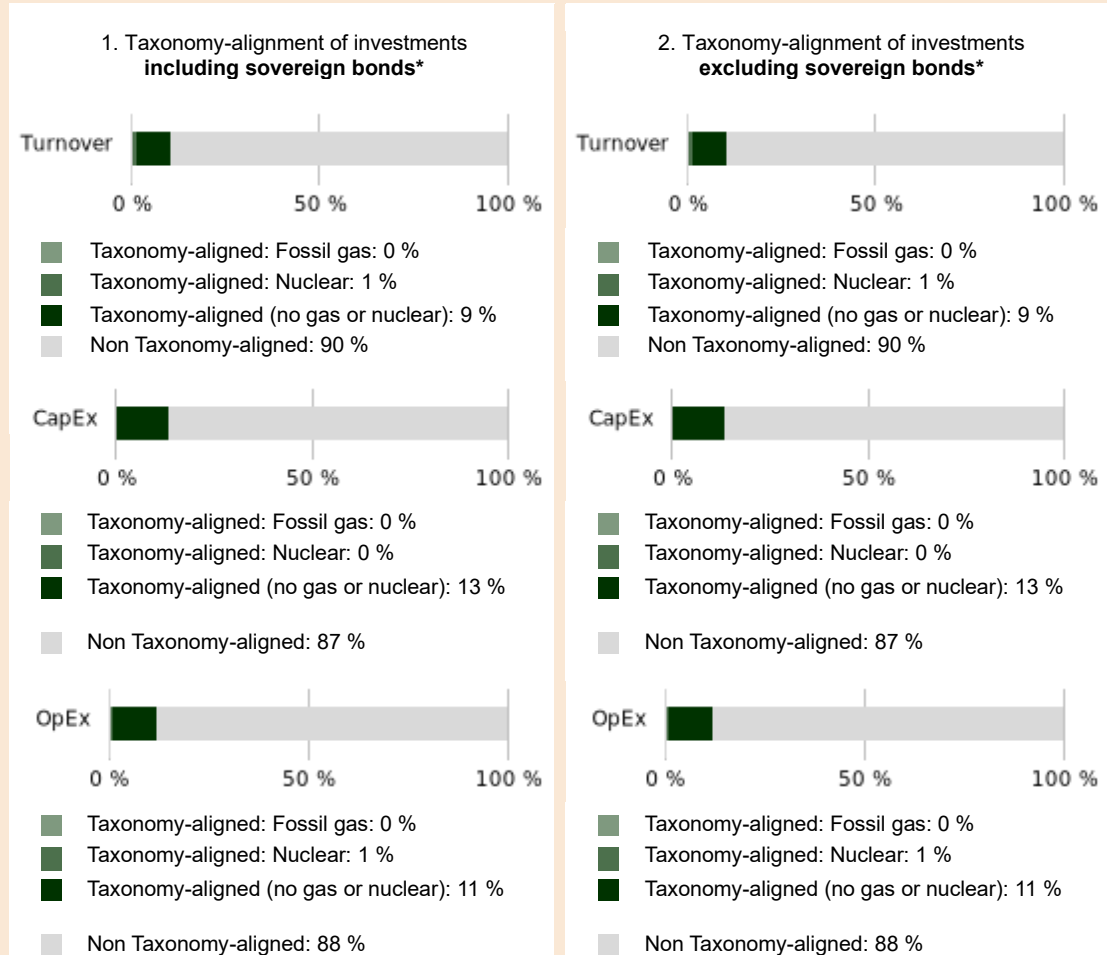 1. Taxonomy-alignment of investments
including sovereign bonds*
Turnover
0 % 50 % 100 %
Taxonomy-aligned: Fossil gas: 0 %
Taxonomy-aligned: Nuclear: 1 %
Taxonomy-aligned (no gas or nuclear): 9 %
Non Taxonomy-aligned: 90 %
CapEx
0 % 50 % 100 %
Taxonomy-aligned: Fossil gas: 0 %
Taxonomy-aligned: Nuclear: 0 %
Taxonomy-aligned (no gas or nuclear): 13 %
Non Taxonomy-aligned: 87 %
OpEx
0 % 50 % 100 %
Taxonomy-aligned: Fossil gas: 0 %
Taxonomy-aligned: Nuclear: 1 %
Taxonomy-aligned (no gas or nuclear): 11 %
Non Taxonomy-aligned: 88 %
2. Taxonomy-alignment of investments
excluding sovereign bonds*
Turnover
0 % 50 % 100 %
Taxonomy-aligned: Fossil gas: 0 %
Taxonomy-aligned: Nuclear: 1 %
Taxonomy-aligned (no gas or nuclear): 9 %
Non Taxonomy-aligned: 90 %
CapEx
0 % 50 % 100 %
Taxonomy-aligned: Fossil gas: 0 %
Taxonomy-aligned: Nuclear: 0 %
Taxonomy-aligned (no gas or nuclear): 13 %
Non Taxonomy-aligned: 87 %
OpEx
0 % 50 % 100 %
Taxonomy-aligned: Fossil gas: 0 %
Taxonomy-aligned: Nuclear: 1 %
Taxonomy-aligned (no gas or nuclear): 11 %
Non Taxonomy-aligned: 88 %